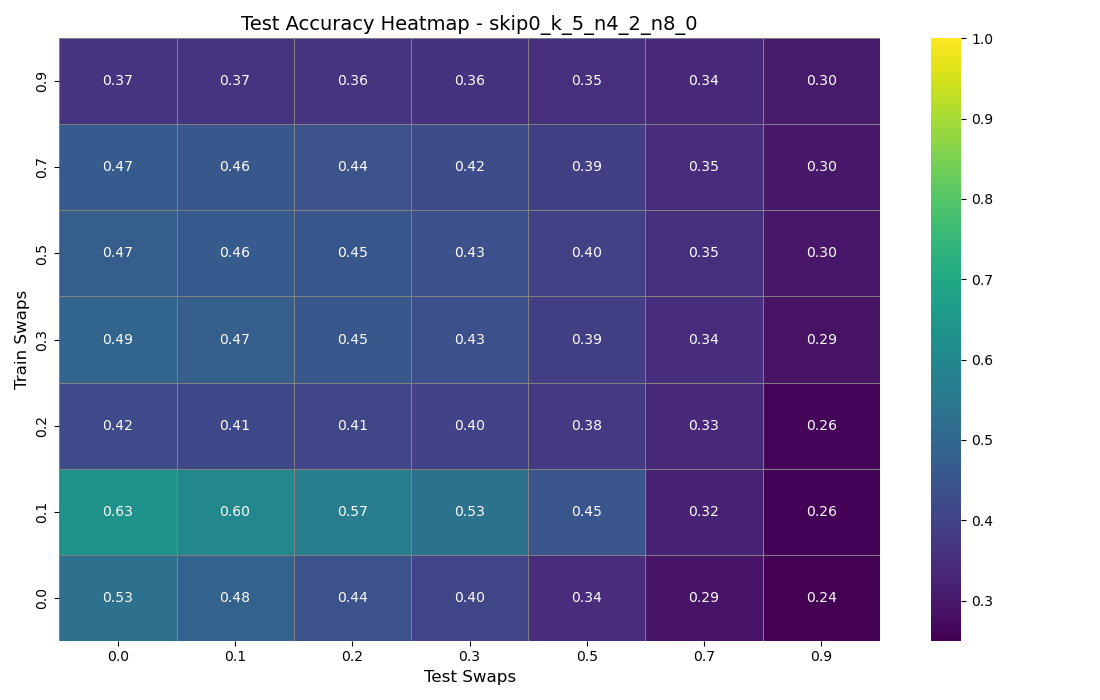 Test Accuracy Heatmap - skip0_k_5_n4_2_n8_0
Train Swaps
0.9 0.37 0.37 0.36 0.36 0.35 0.34 0.30
0.7 0.47 0.46 0.44 0.42 0.39 0.35 0.30
0.5 0.47 0.46 0.45 0.43 0.40 0.35 0.30
0.3 0.49 0.47 0.45 0.43 0.39 0.34 0.29
0.2 0.42 0.41 0.41 0.40 0.38 0.33 0.26
0.1 0.63 0.60 0.57 0.53 0.45 0.32 0.26
0.0 0.53 0.48 0.44 0.40 0.34 0.29 0.24
0.0 0.1 0.2 0.3 0.5 0.7 0.9
Test Swaps
1.0
0.9
0.8
0.7
0.6
0.5
0.4
0.3